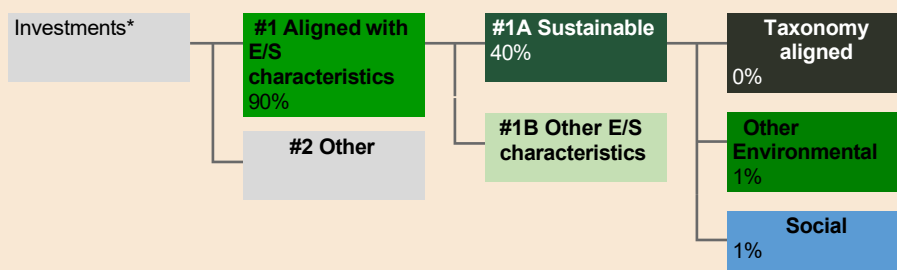 Investments*
#1 Aligned with
E/S
characteristics
90%
#2 Other
#1A Sustainable
40%
#1B Other E/S
characteristics
Taxonomy
aligned
0%
Other
Environmental
1%
Social
1%